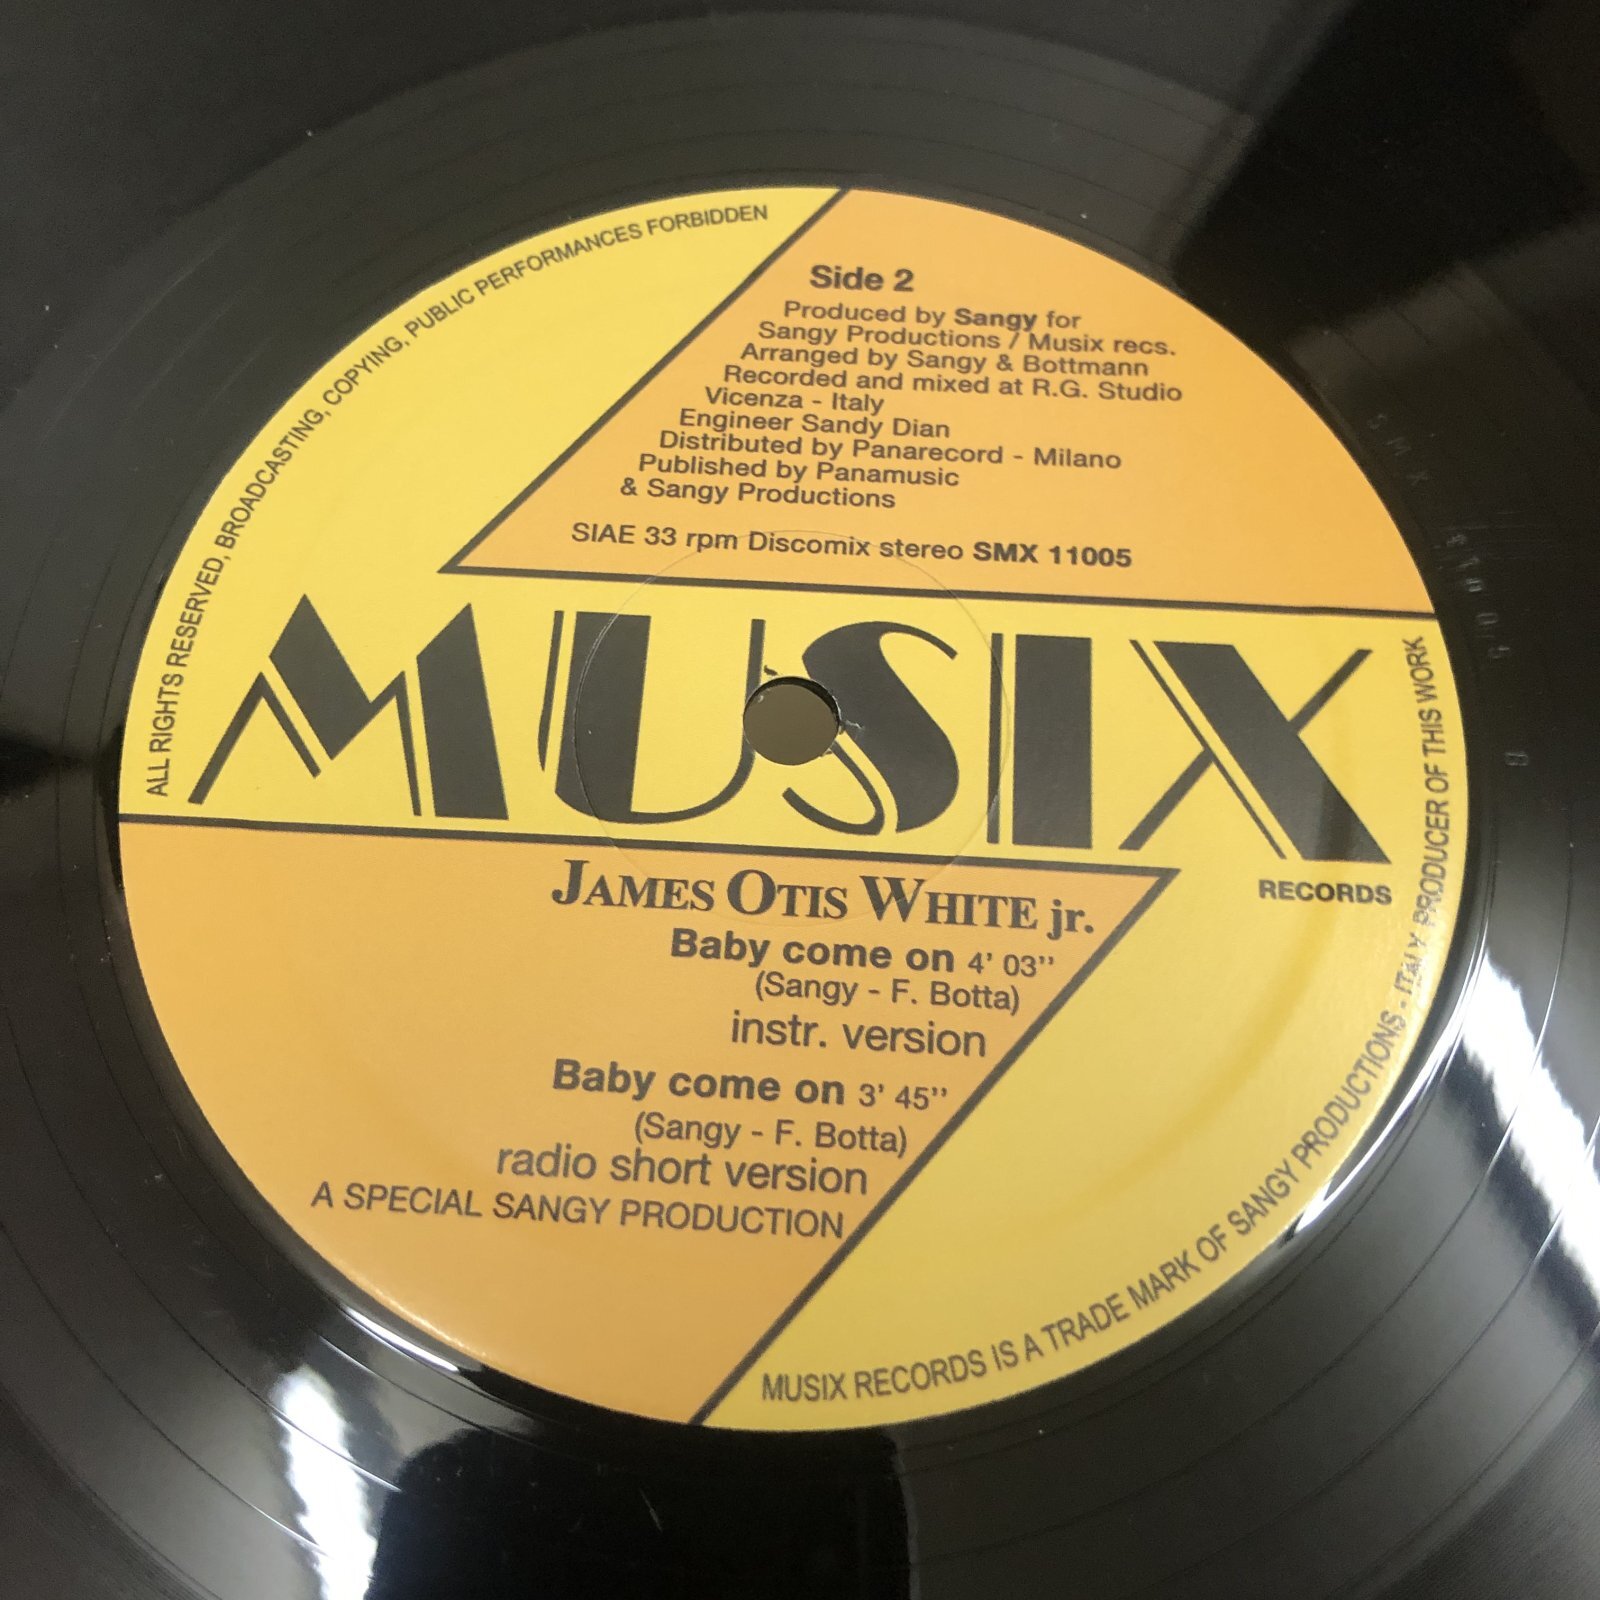 ALL RIGHTS RESERVED, BROADCASTING, COPYING, PUBLIC PERFORMANCES FORBIDDEN
Side 2
Produced by Sangy for
Sangy Productions / Musix recs.
Arranged by Sangy & Bottmann
Recorded and mixed at R.G. Studio
Vicenza - Italy
Engineer Sandy Dian
Distributed by Panarecord - Milano
Published by Panamusic
& Sangy Productions
SIAE 33 rpm Discomix stereo SMX 11005
MUSIX
RECORDS
JAMES OTIS WHITE jr.
Baby come on 4' 03''
(Sangy - F. Botta)
instr. version
Baby come on 3' 45''
(Sangy - F. Botta)
radio short version
A SPECIAL SANGY PRODUCTION
MUSIX RECORDS IS A TRADE MARK OF SANGY PRODUCTIONS - ITALY PRODUCER OF THIS WORK